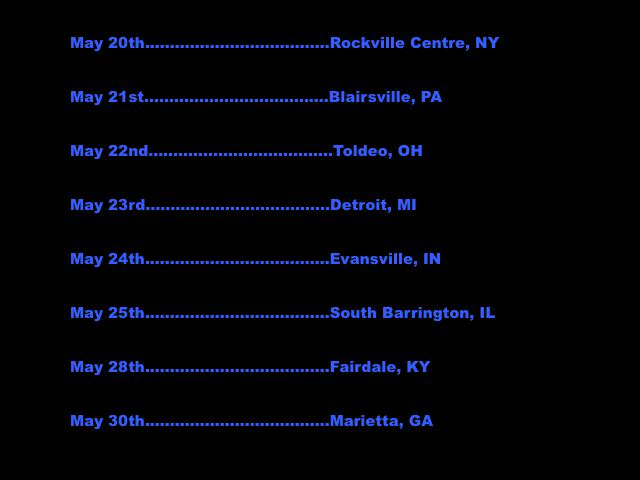 May 20th.....................................Rockville Centre, NY
May 21st.....................................Blairsville, PA
May 22nd.....................................Toldeo, OH
May 23rd.....................................Detroit, MI
May 24th.....................................Evansville, IN
May 25th.....................................South Barrington, IL
May 28th.....................................Fairdale, KY
May 30th.....................................Marietta, GA